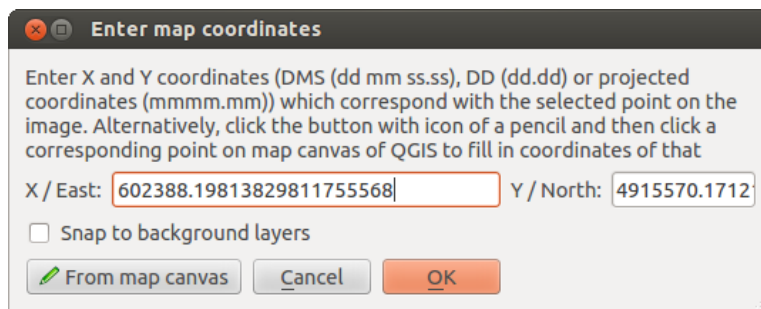 Enter map coordinates
Enter X and Y coordinates (DMS (dd mm ss.ss), DD (dd.dd) or projected
coordinates (mmmm.mm)) which correspond with the selected point on the
image. Alternatively, click the button with icon of a pencil and then click a
corresponding point on map canvas of QGIS to fill in coordinates of that
X / East: 602388.19813829811755568 Y / North: 4915570.1712
Snap to background layers
From map canvas Cancel OK